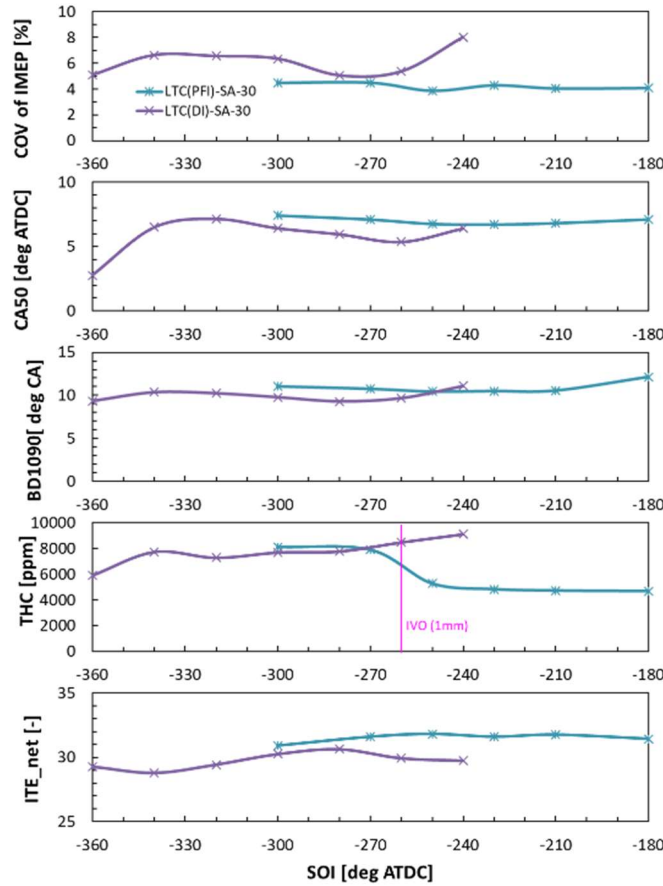 COV of IMEP [%]
10
8
6
4
2
0
LTC(PFI)-SA-30
LTC(DI)-SA-30
-360 -330 -300 -270 -240 -210 -180
CA50 [deg ATDC]
10
5
0
-360 -330 -300 -270 -240 -210 -180
BD1090[ deg CA]
15
10
5
0
-360 -330 -300 -270 -240 -210 -180
THC [ppm]
10000
8000
6000
4000
2000
0
IVO (1mm)
-360 -330 -300 -270 -240 -210 -180
ITE_net [-]
35
30
25
-360 -330 -300 -270 -240 -210 -180
SOI [deg ATDC]